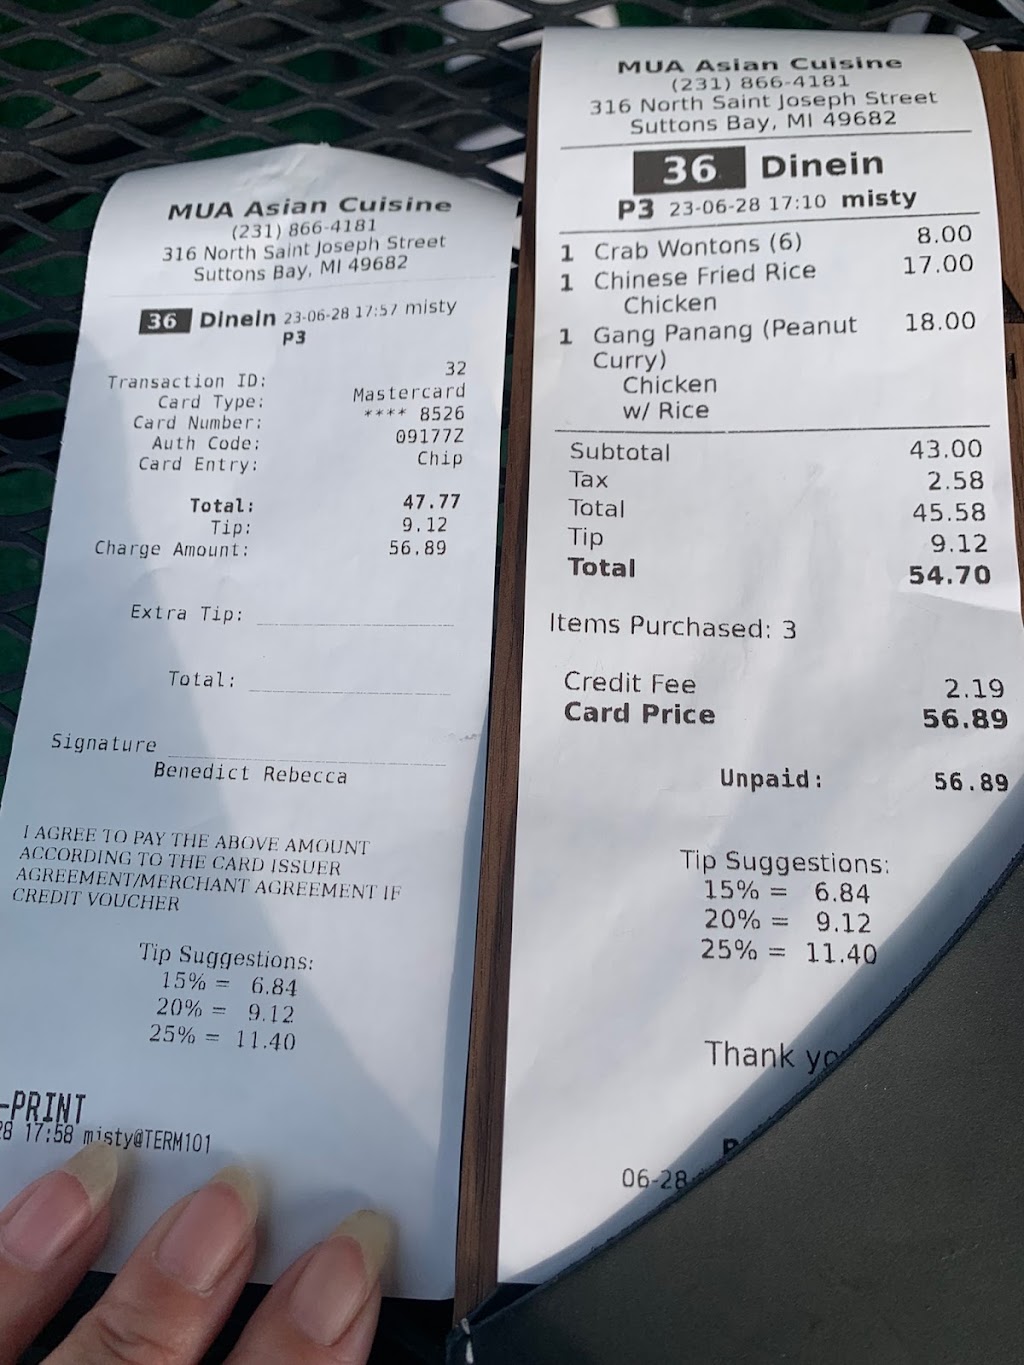 MUA Asian Cuisine
(231) 866-4181
316 North Saint Joseph Street
Suttons Bay, MI 49682
36 Dinein 23-06-28 17:57 misty
P3
Transaction ID: 32
Card Type: Mastercard
Card Number: **** 8526
Auth Code: 09177Z
Card Entry: Chip
Total: 47.77
Tip: 9.12
Charge Amount: 56.89
Extra Tip:
Total:
Signature
Benedict Rebecca
I AGREE TO PAY THE ABOVE AMOUNT
ACCORDING TO THE CARD ISSUER
AGREEMENT/MERCHANT AGREEMENT IF
CREDIT VOUCHER
Tip Suggestions:
15% = 6.84
20% = 9.12
25% = 11.40
-PRINT
28 17:58 misty@TERM101
MUA Asian Cuisine
(231) 866-4181
316 North Saint Joseph Street
Suttons Bay, MI 49682
36 Dinein
P3 23-06-28 17:10 misty
1 Crab Wontons (6) 8.00
1 Chinese Fried Rice 17.00
Chicken
1 Gang Panang (Peanut 18.00
Curry)
Chicken
w/ Rice
Subtotal 43.00
Tax 2.58
Total 45.58
Tip 9.12
Total 54.70
Items Purchased: 3
Credit Fee 2.19
Card Price 56.89
Unpaid: 56.89
Tip Suggestions:
15% = 6.84
20% = 9.12
25% = 11.40
Thank yo
06-28